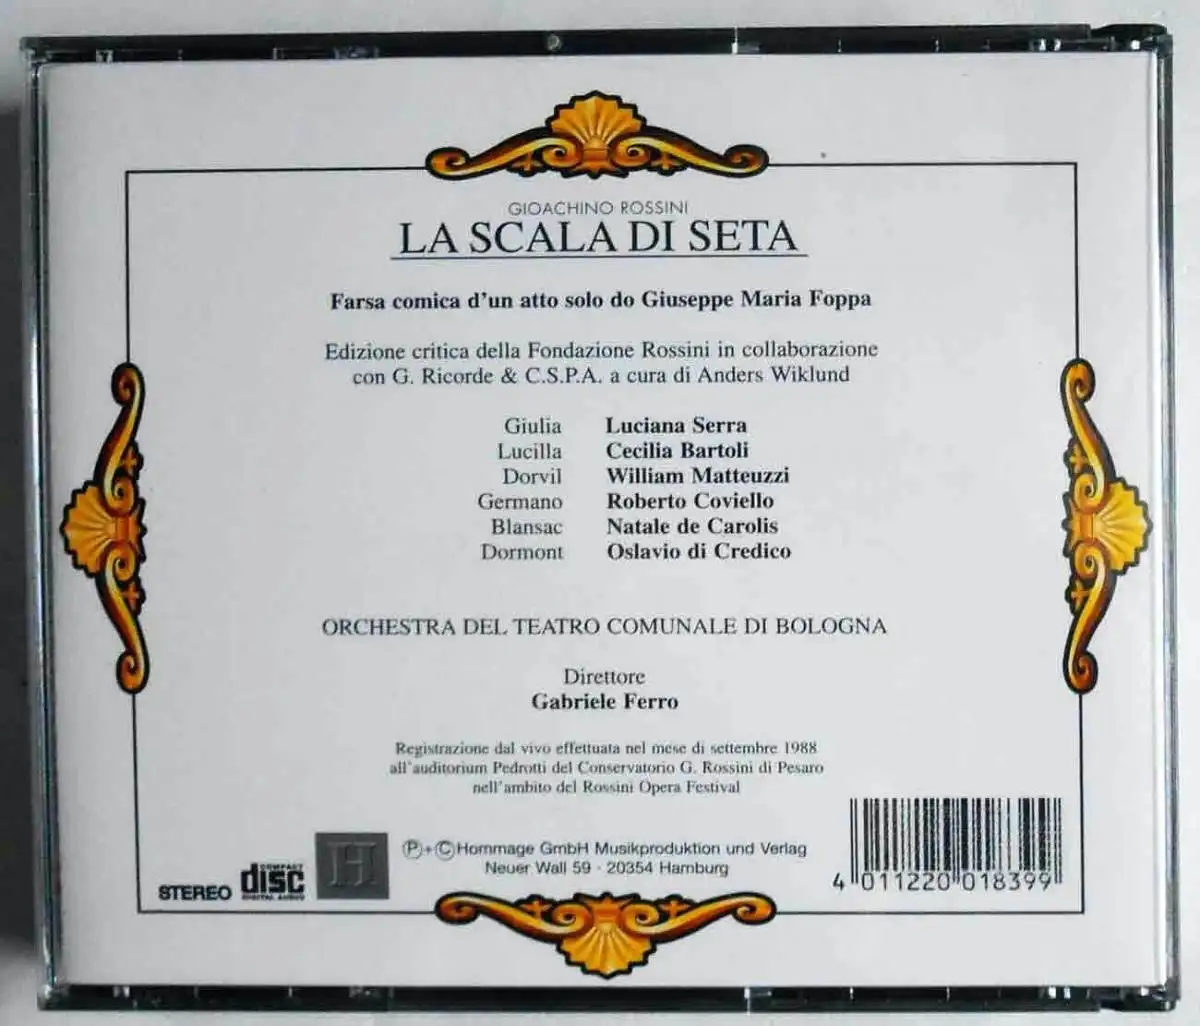 GIOACHINO ROSSINI
LA SCALA DI SETA
Farsa comica d'un atto solo do Giuseppe Maria Foppa
Edizione critica della Fondazione Rossini in collaborazione
con G. Ricorde & C.S.P.A. a cura di Anders Wiklund
Giulia Luciana Serra
Lucilla Cecilia Bartoli
Dorvil William Matteuzzi
Germano Roberto Coviello
Blansac Natale de Carolis
Dormont Oslavio di Credico
ORCHESTRA DEL TEATRO COMUNALE DI BOLOGNA
Direttore
Gabriele Ferro
Registrazione dal vivo effettuata nel mese di settembre 1988
all'auditorium Pedrotti del Conservatorio G. Rossini di Pesaro
nell'ambito del Rossini Opera Festival
STEREO
COMPACT
disc
DIGITAL AUDIO
H
Ⓟ+©Hommage GmbH Musikproduktion und Verlag
Neuer Wall 59 · 20354 Hamburg
4 011220 018399